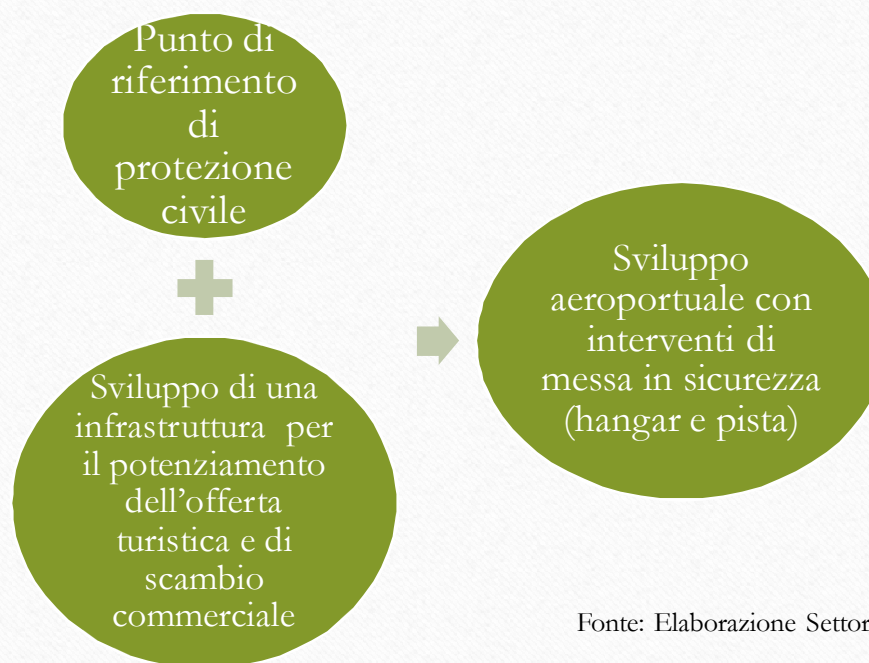 Punto di
riferimento
di
protezione
civile
Sviluppo di una
infrastruttura per
il potenziamento
dell’offerta
turistica e di
scambio
commerciale
Sviluppo
aeroportuale con
interventi di
messa in sicurezza
(hangar e pista)
Fonte: Elaborazione Settor